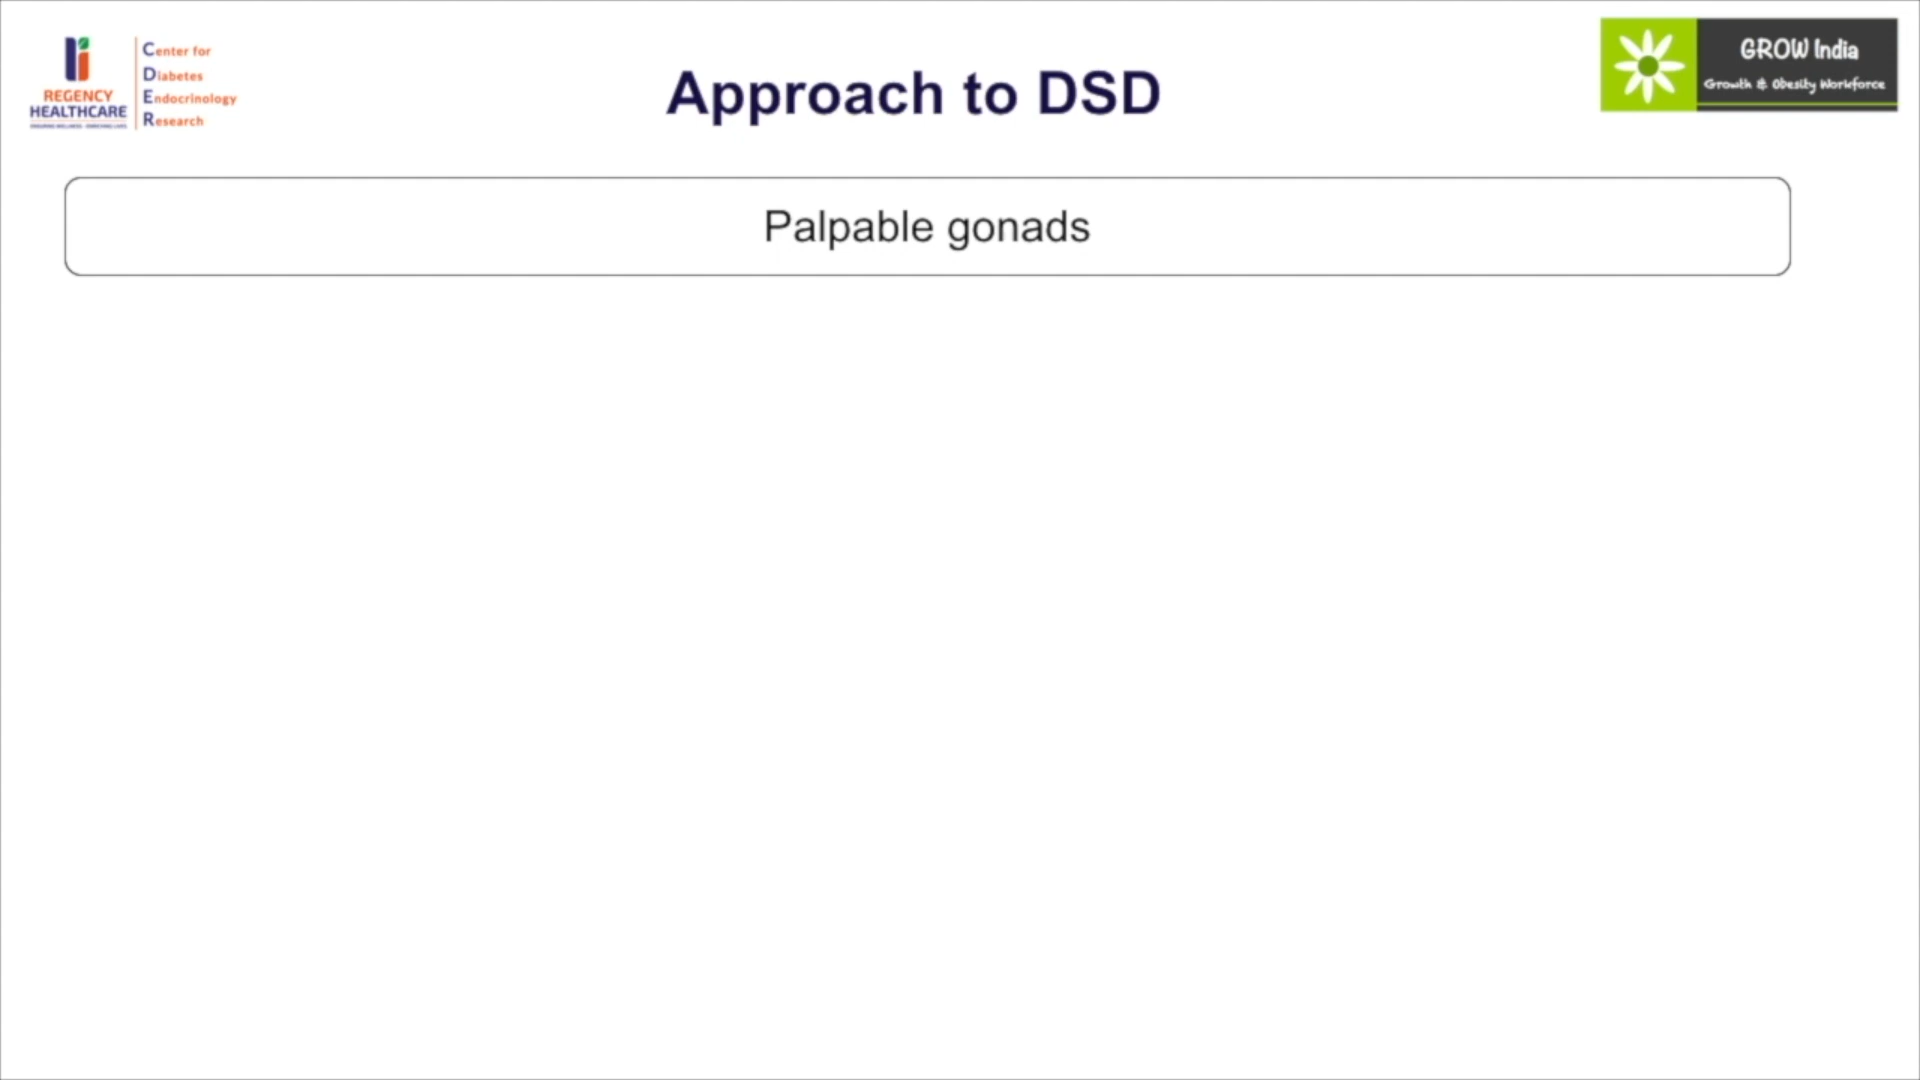 Center for
Diabetes
Endocrinology
Research
REGENCY
HEALTHCARE
Approach to DSD
GROW India
Growth & Obesity Workforce
Palpable gonads